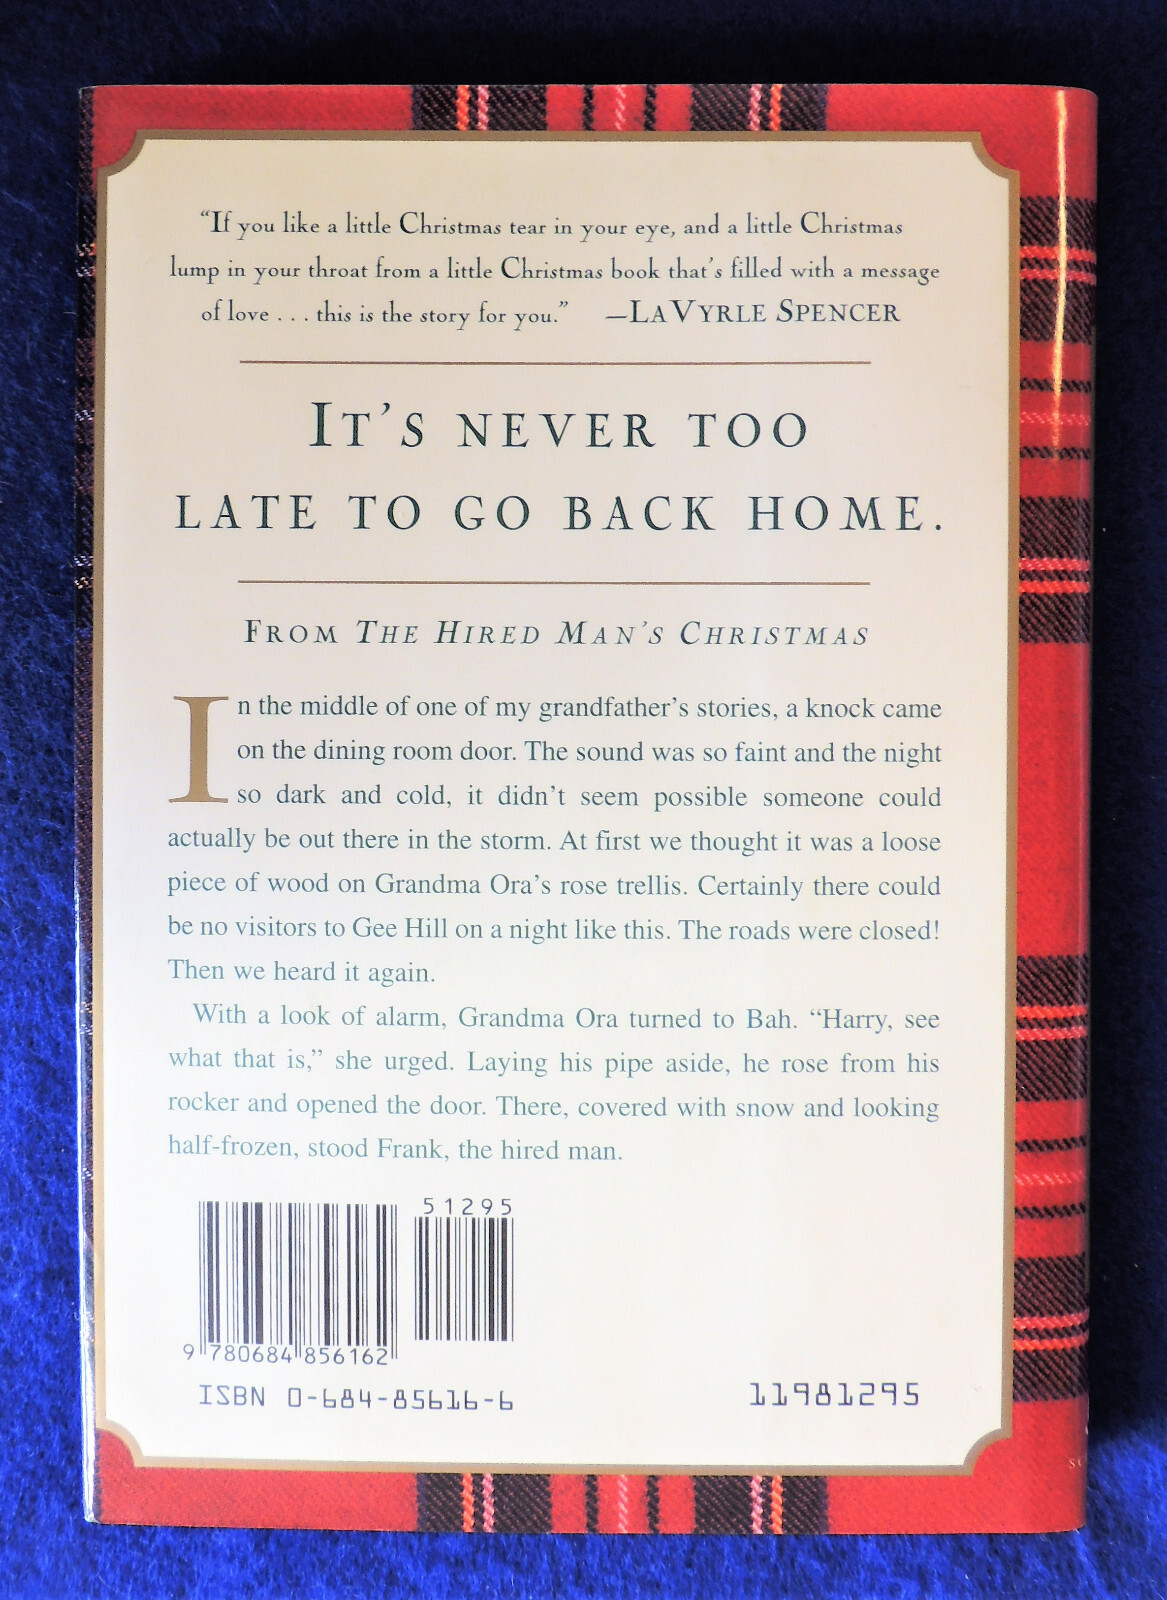 “If you like a little Christmas tear in your eye, and a little Christmas
lump in your throat from a little Christmas book that’s filled with a message
of love . . . this is the story for you.” —LaVyrle Spencer
It’s never too
late to go back home.
From The Hired Man’s Christmas
In the middle of one of my grandfather’s stories, a knock came
on the dining room door. The sound was so faint and the night
so dark and cold, it didn’t seem possible someone could
actually be out there in the storm. At first we thought it was a loose
piece of wood on Grandma Ora’s rose trellis. Certainly there could
be no visitors to Gee Hill on a night like this. The roads were closed!
Then we heard it again.
With a look of alarm, Grandma Ora turned to Bah. “Harry, see
what that is,” she urged. Laying his pipe aside, he rose from his
rocker and opened the door. There, covered with snow and looking
half-frozen, stood Frank, the hired man.
51295
9 780684 856162
ISBN 0-684-85616-6
11981295